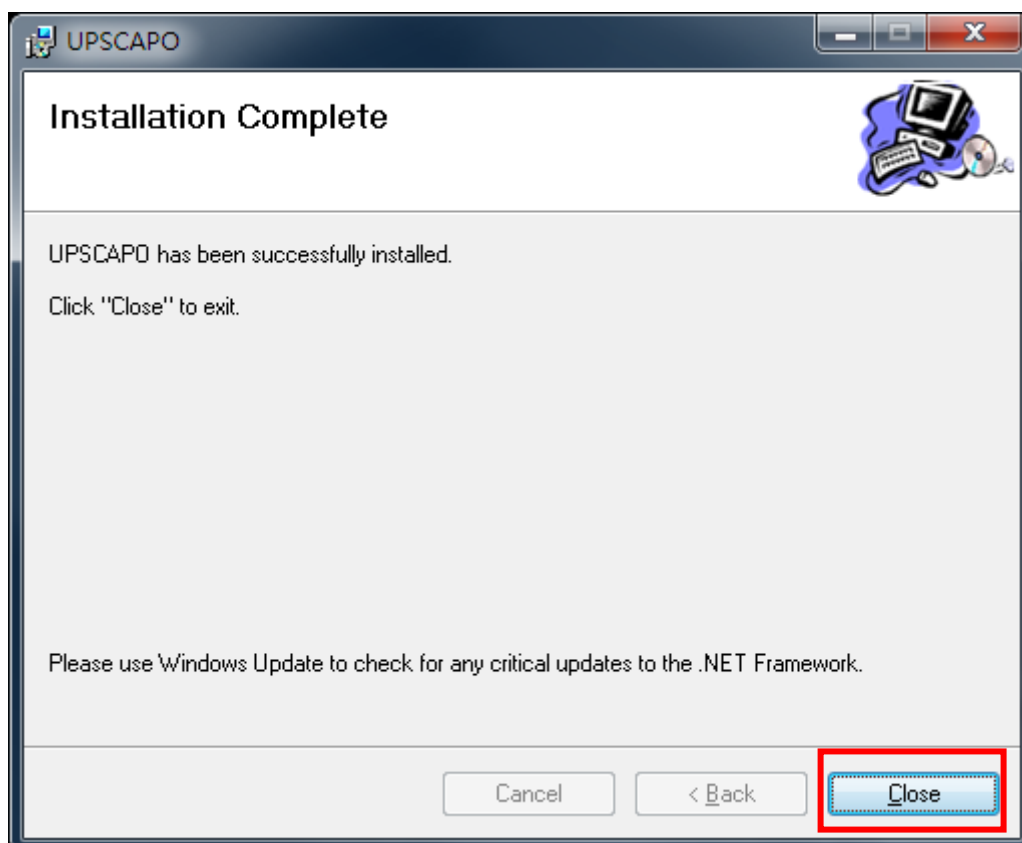 UPSCAPO
Installation Complete
UPSCAPO has been successfully installed.
Click "Close" to exit.
Please use Windows Update to check for any critical updates to the .NET Framework.
Cancel
< Back
Close